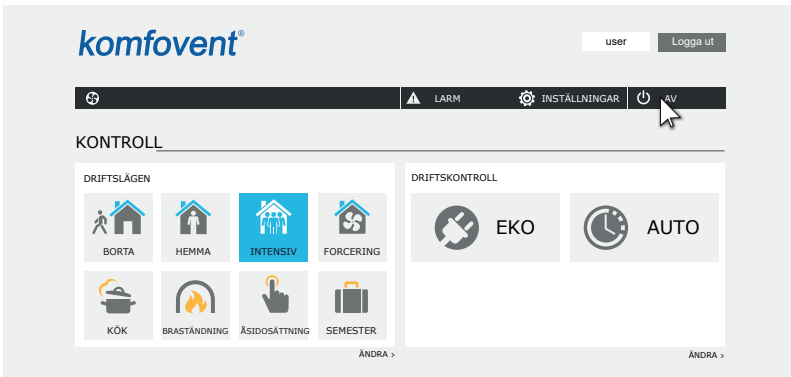 komfovent®
user
Logga ut
LARM
INSTÄLLNINGAR
AV
KONTROLL
DRIFTSLÄGEN
DRIFTSKONTROLL
BORTA
HEMMA
INTENSIV
FORCERING
EKO
AUTO
KÖK
BRASTÄNDNING
ÅSIDOSÄTTNING
SEMESTER
ÄNDRA >
ÄNDRA >